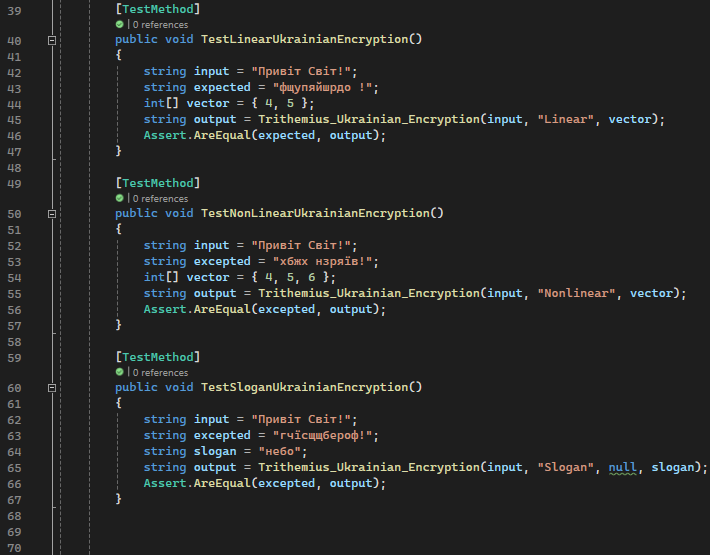 39 [TestMethod]
0 references
40 public void TestLinearUkrainianEncryption()
41 {
42 string input = "Привіт Світ!";
43 string expected = "фщупяйшрдо !";
44 int[] vector = { 4, 5 };
45 string output = Trithemius_Ukrainian_Encryption(input, "Linear", vector);
46 Assert.AreEqual(expected, output);
47 }
48
49 [TestMethod]
0 references
50 public void TestNonLinearUkrainianEncryption()
51 {
52 string input = "Привіт Світ!";
53 string excepted = "хбжх нзряїв!";
54 int[] vector = { 4, 5, 6 };
55 string output = Trithemius_Ukrainian_Encryption(input, "Nonlinear", vector);
56 Assert.AreEqual(excepted, output);
57 }
58
59 [TestMethod]
0 references
60 public void TestSloganUkrainianEncryption()
61 {
62 string input = "Привіт Світ!";
63 string excepted = "гчїсщщбероф!";
64 string slogan = "небо";
65 string output = Trithemius_Ukrainian_Encryption(input, "Slogan", null, slogan);
66 Assert.AreEqual(excepted, output);
67 }
68
69
70